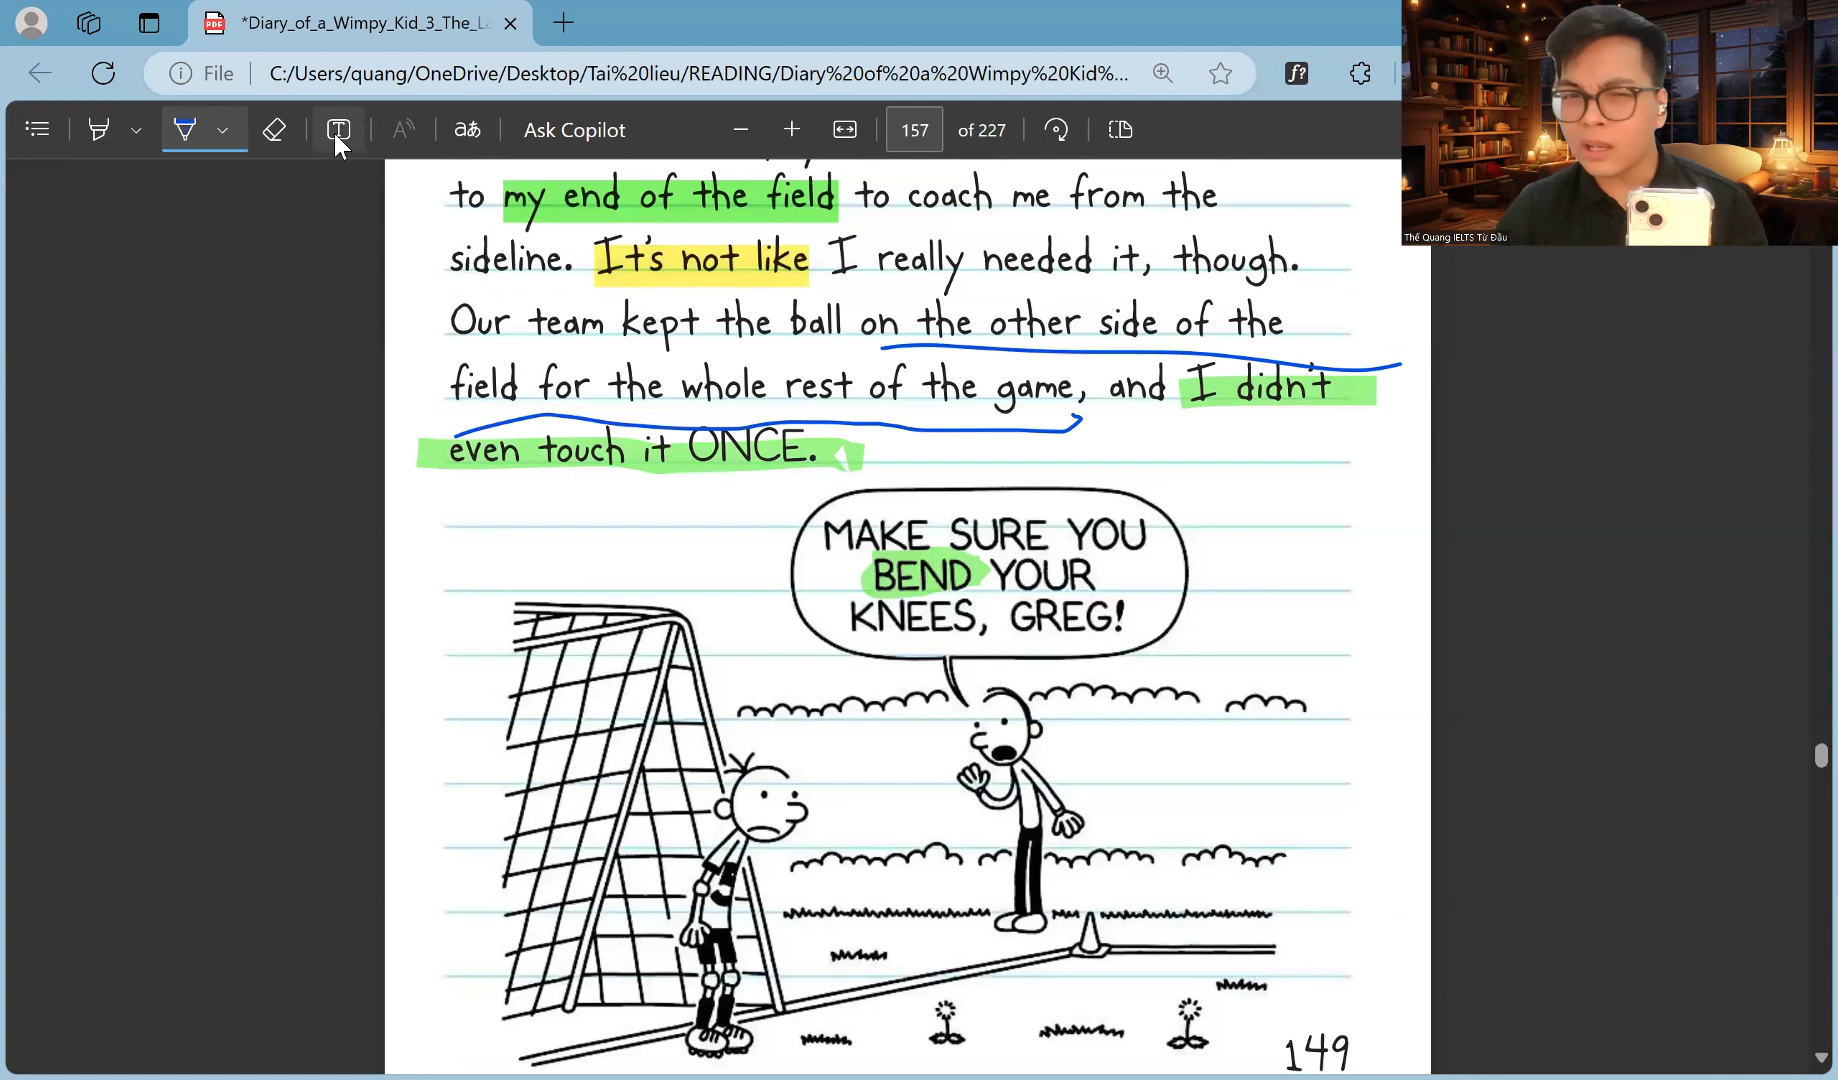 *Diary_of_a_Wimpy_Kid_3_The_La
File
C:/Users/quang/OneDrive/Desktop/Tai%20lieu/READING/Diary%20of%20a%20Wimpy%20Kid%...
Ask Copilot
157 of 227
Thế Quang IELTS Từ Đầu
to my end of the field to coach me from the
sideline. It's not like I really needed it, though.
Our team kept the ball on the other side of the
field for the whole rest of the game, and I didn't
even touch it ONCE.
MAKE SURE YOU
BEND YOUR
KNEES, GREG!
149